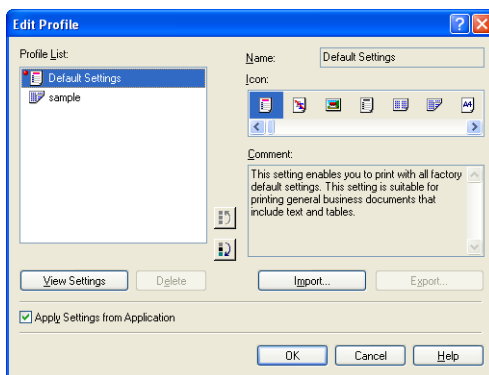 Edit Profile
Profile List:
Default Settings
sample
Name:
Default Settings
Icon:
A4
Comment:
This setting enables you to print with all factory
default settings. This setting is suitable for
printing general business documents that
include text and tables.
View Settings
Delete
Import...
Export...
Apply Settings from Application
OK
Cancel
Help